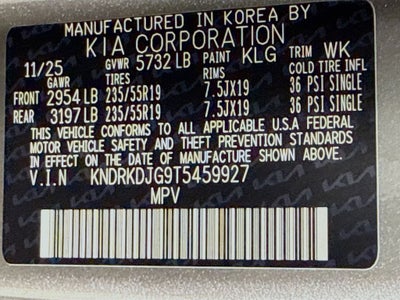 MANUFACTURED IN KOREA BY
KIA CORPORATION
11/25 GVWR 5732 LB PAINT KLG TRIM WK
GAWR TIRES RIMS COLD TIRE INFL
FRONT 2954 LB 235/55R19 7.5JX19 36 PSI SINGLE
REAR 3197 LB 235/55R19 7.5JX19 36 PSI SINGLE
THIS VEHICLE CONFORMS TO ALL APPLICABLE U.S.A FEDERAL
MOTOR VEHICLE SAFETY AND THEFT PREVENTION STANDARDS
IN EFFECT ON THE DATE OF MANUFACTURE SHOWN ABOVE.
V.I.N KNDRKDJG9T5459927
MPV